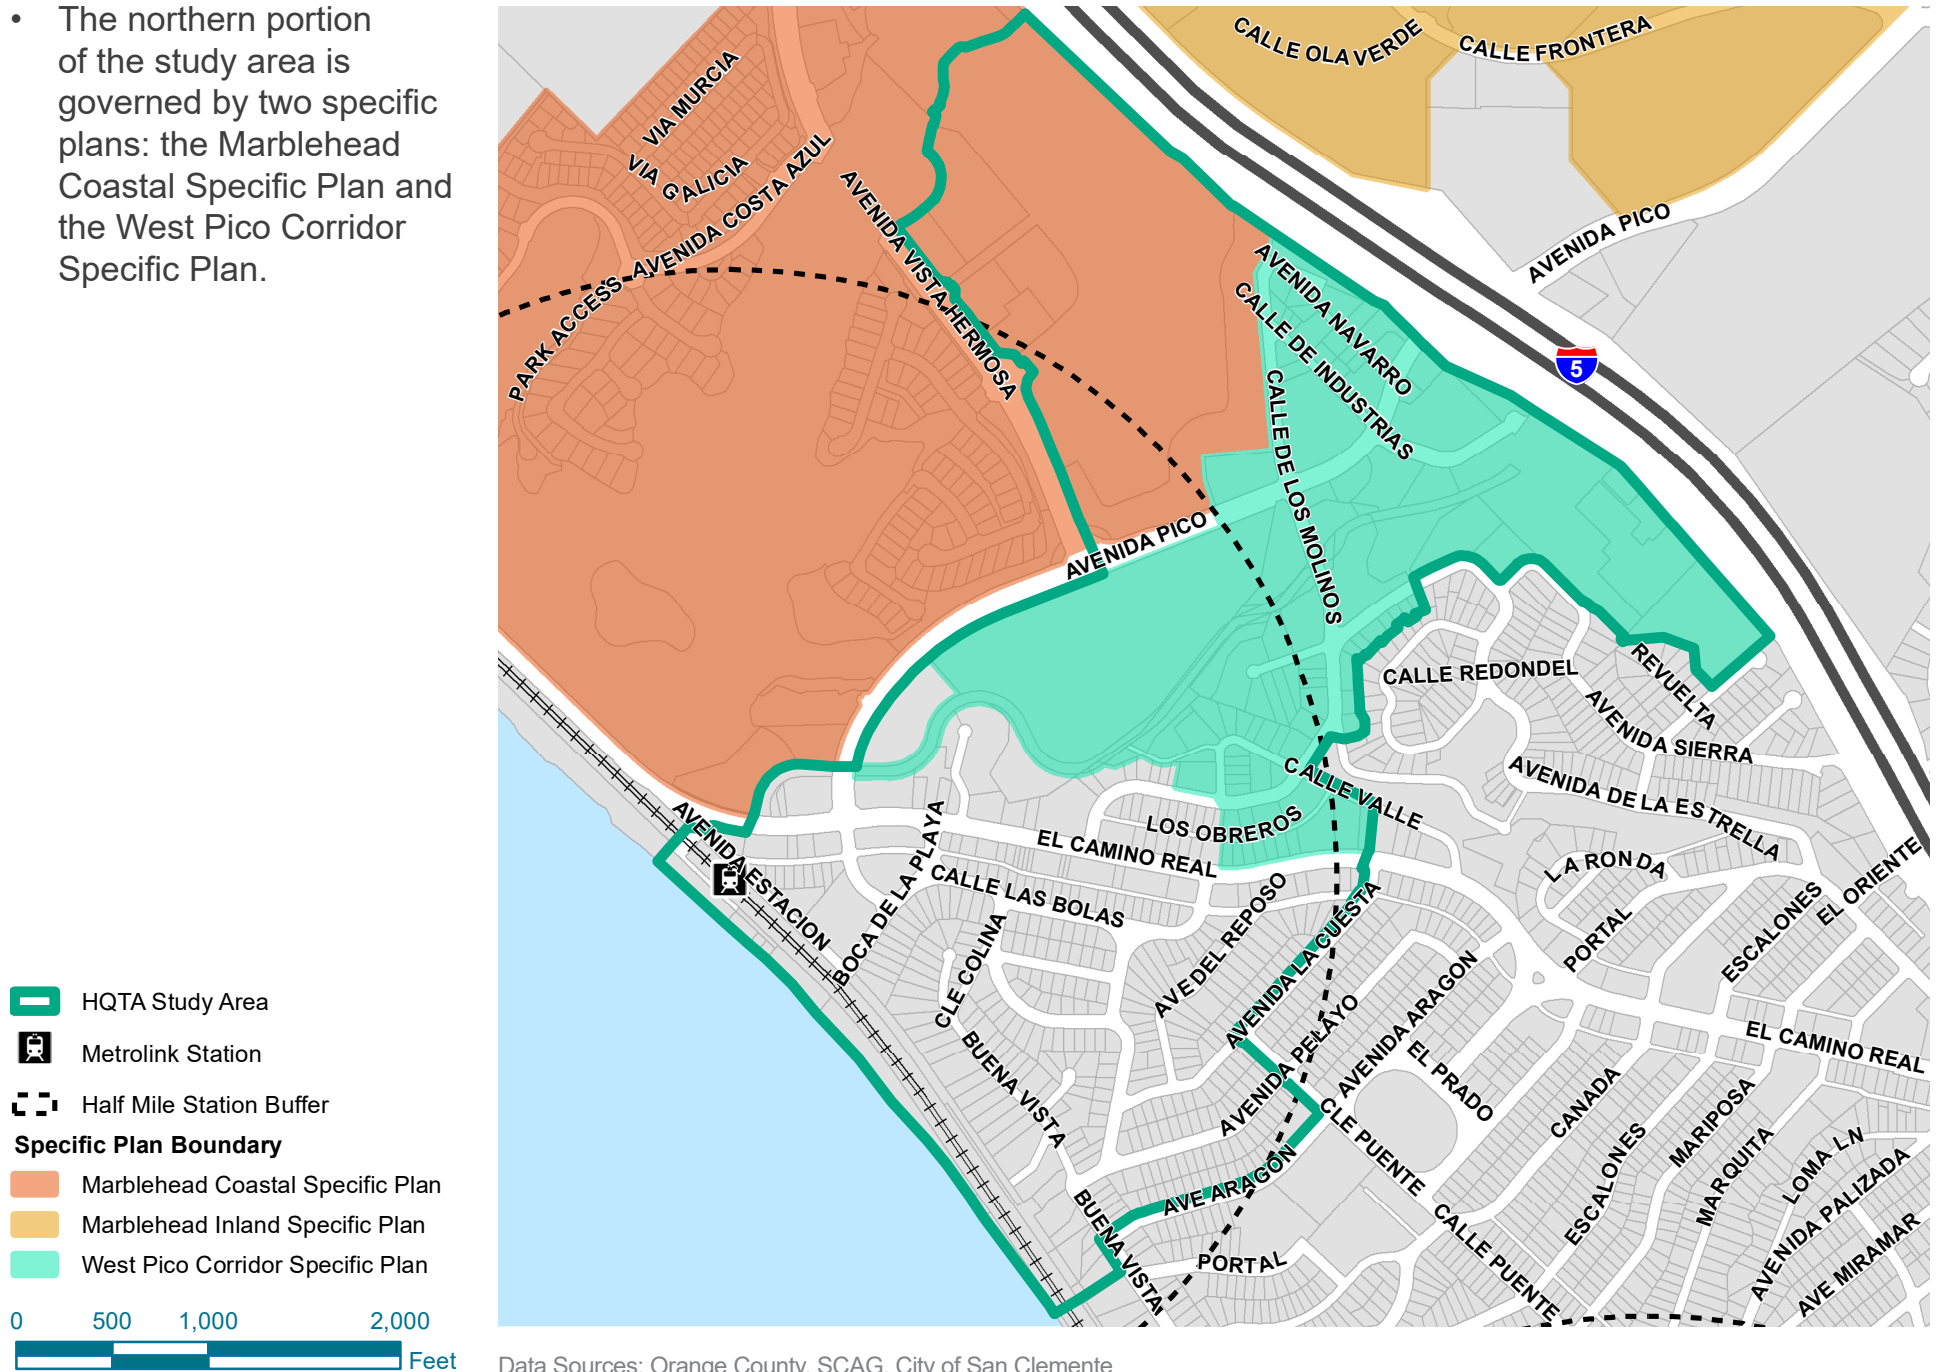 • The northern portion
of the study area is
governed by two specific
plans: the Marblehead
Coastal Specific Plan and
the West Pico Corridor
Specific Plan.
CALLE OLA VERDE
CALLE FRONTERA
VIA MURCIA
VIA GALICIA
AVENIDA COSTA AZUL
PARK ACCESS
AVENIDA VISTA HERMOSA
AVENIDA PICO
AVENIDA NAVARRO
CALLE DE INDUSTRIAS
CALLE DE LOS MOLINOS
5
AVENIDA PICO
CALLE REDONDEL
REVUELTA
AVENIDA SIERRA
AVENIDA DE LA ESTRELLA
CALLE VALLE
LOS OBREROS
EL CAMINO REAL
AVENIDA ESTACION
BOCA DE LA PLAYA
CALLE LAS BOLAS
CLE COLINA
AVE DEL REPOSO
AVENIDA LA CUESTA
LA RONDA
PORTAL
ESCALONES
EL ORIENTE
AVENIDA PELAYO
AVENIDA ARAGON
EL PRADO
EL CAMINO REAL
BUENA VISTA
CLE PUENTE
CANADA
MARIPOSA
ESCALONES
MARQUITA
LOMA LN
AVENIDA PALIZADA
AVE MIRAMAR
AVE ARAGON
BUENA VISTA
PORTAL
CALLE PUENTE
HQTA Study Area
Metrolink Station
Half Mile Station Buffer
Specific Plan Boundary
Marblehead Coastal Specific Plan
Marblehead Inland Specific Plan
West Pico Corridor Specific Plan
0 500 1,000 2,000
Feet
Data Sources: Orange County, SCAG, City of San Clemente